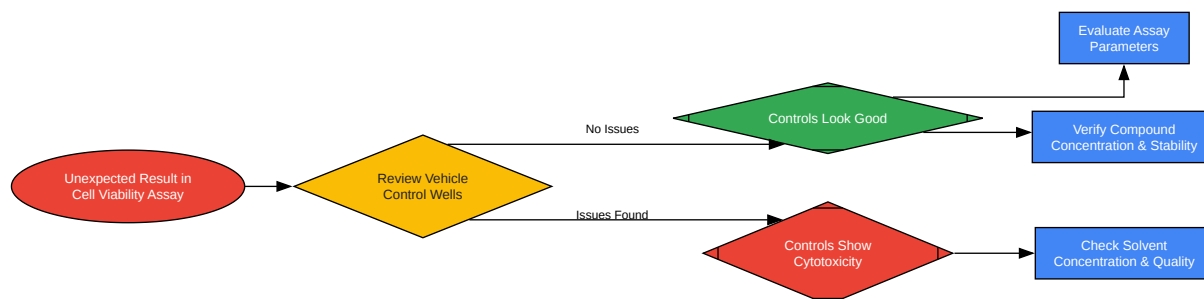 Unexpected Result in
Cell Viability Assay
Review Vehicle
Control Wells
No Issues
Issues Found
Controls Look Good
Controls Show
Cytotoxicity
Evaluate Assay
Parameters
Verify Compound
Concentration & Stability
Check Solvent
Concentration & Quality